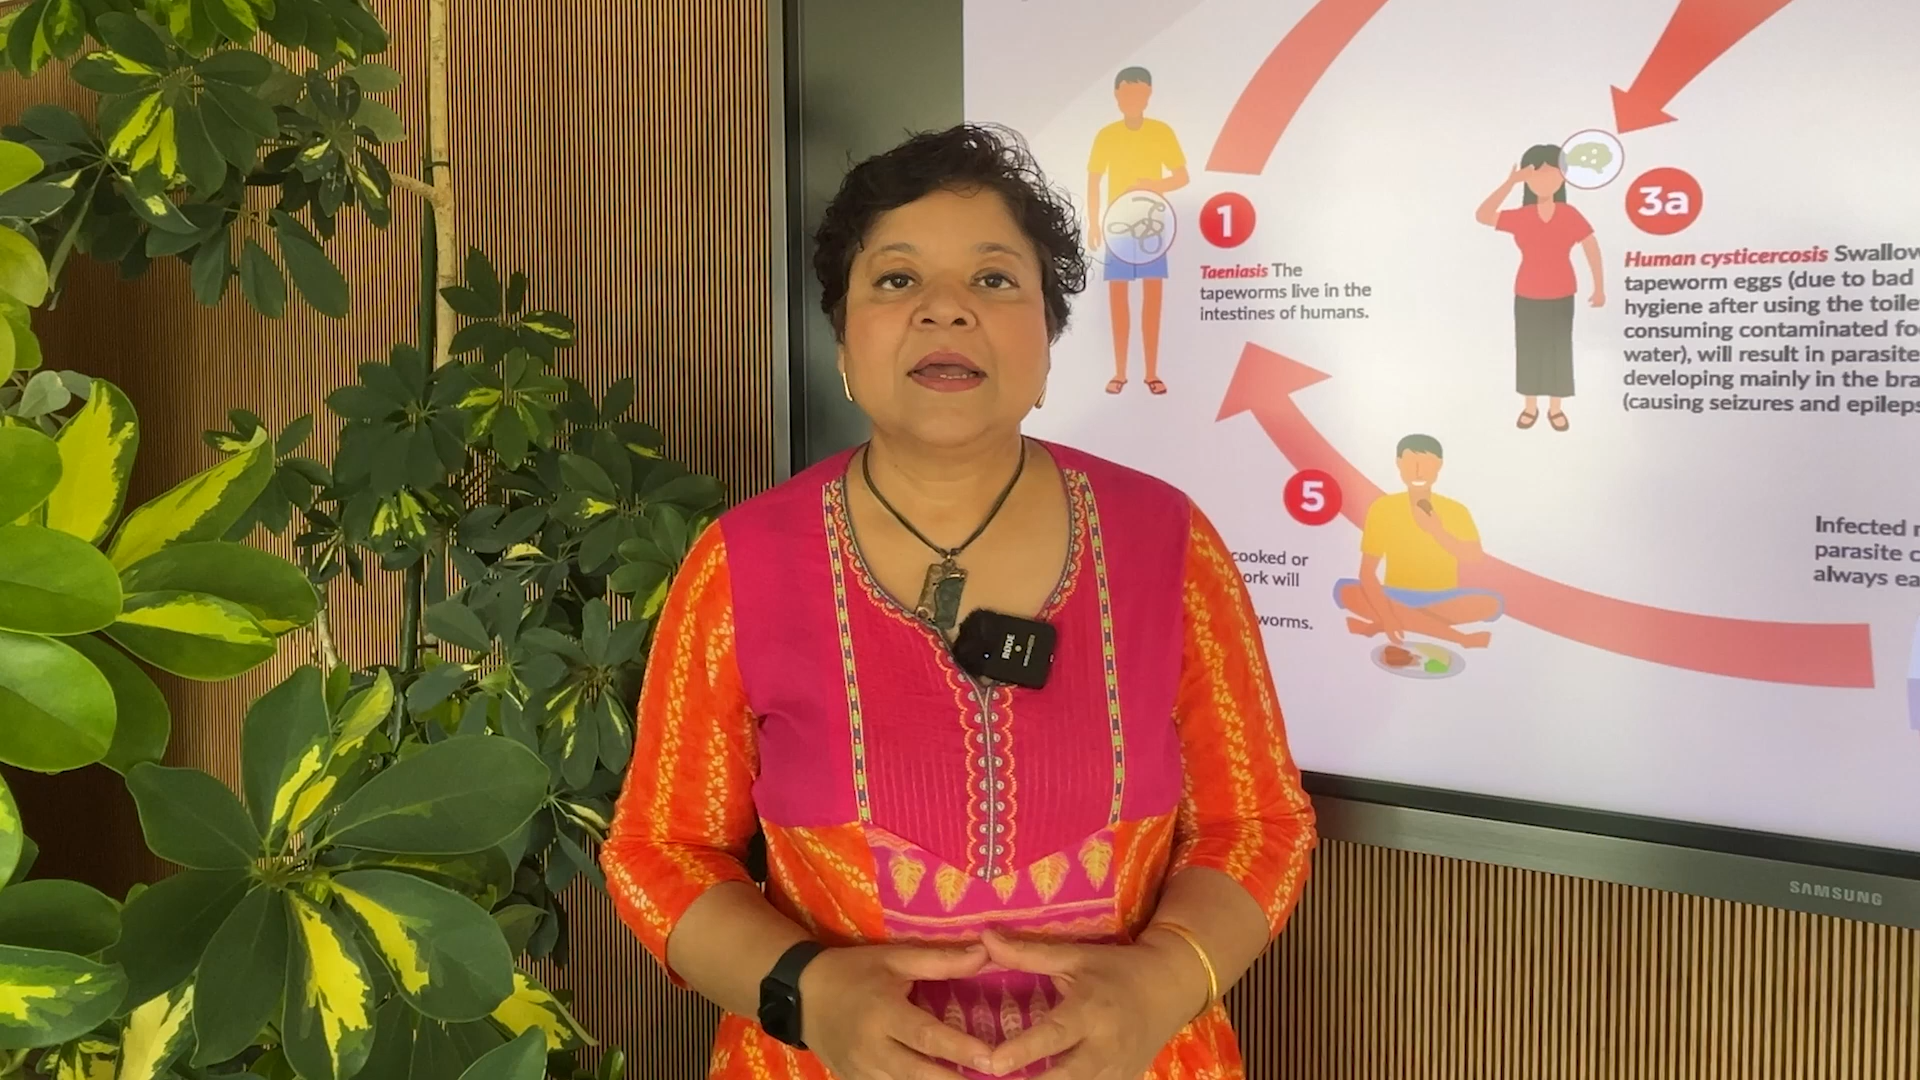 1
Taeniasis The
tapeworms live in the
intestines of humans.
3a
Human cysticercosis Swallow
tapeworm eggs (due to bad
hygiene after using the toile
consuming contaminated fo
water), will result in parasite
developing mainly in the bra
(causing seizures and epileps
5
cooked or
ork will
worms.
Infected
parasite c
always ea
RODE
SAMSUNG